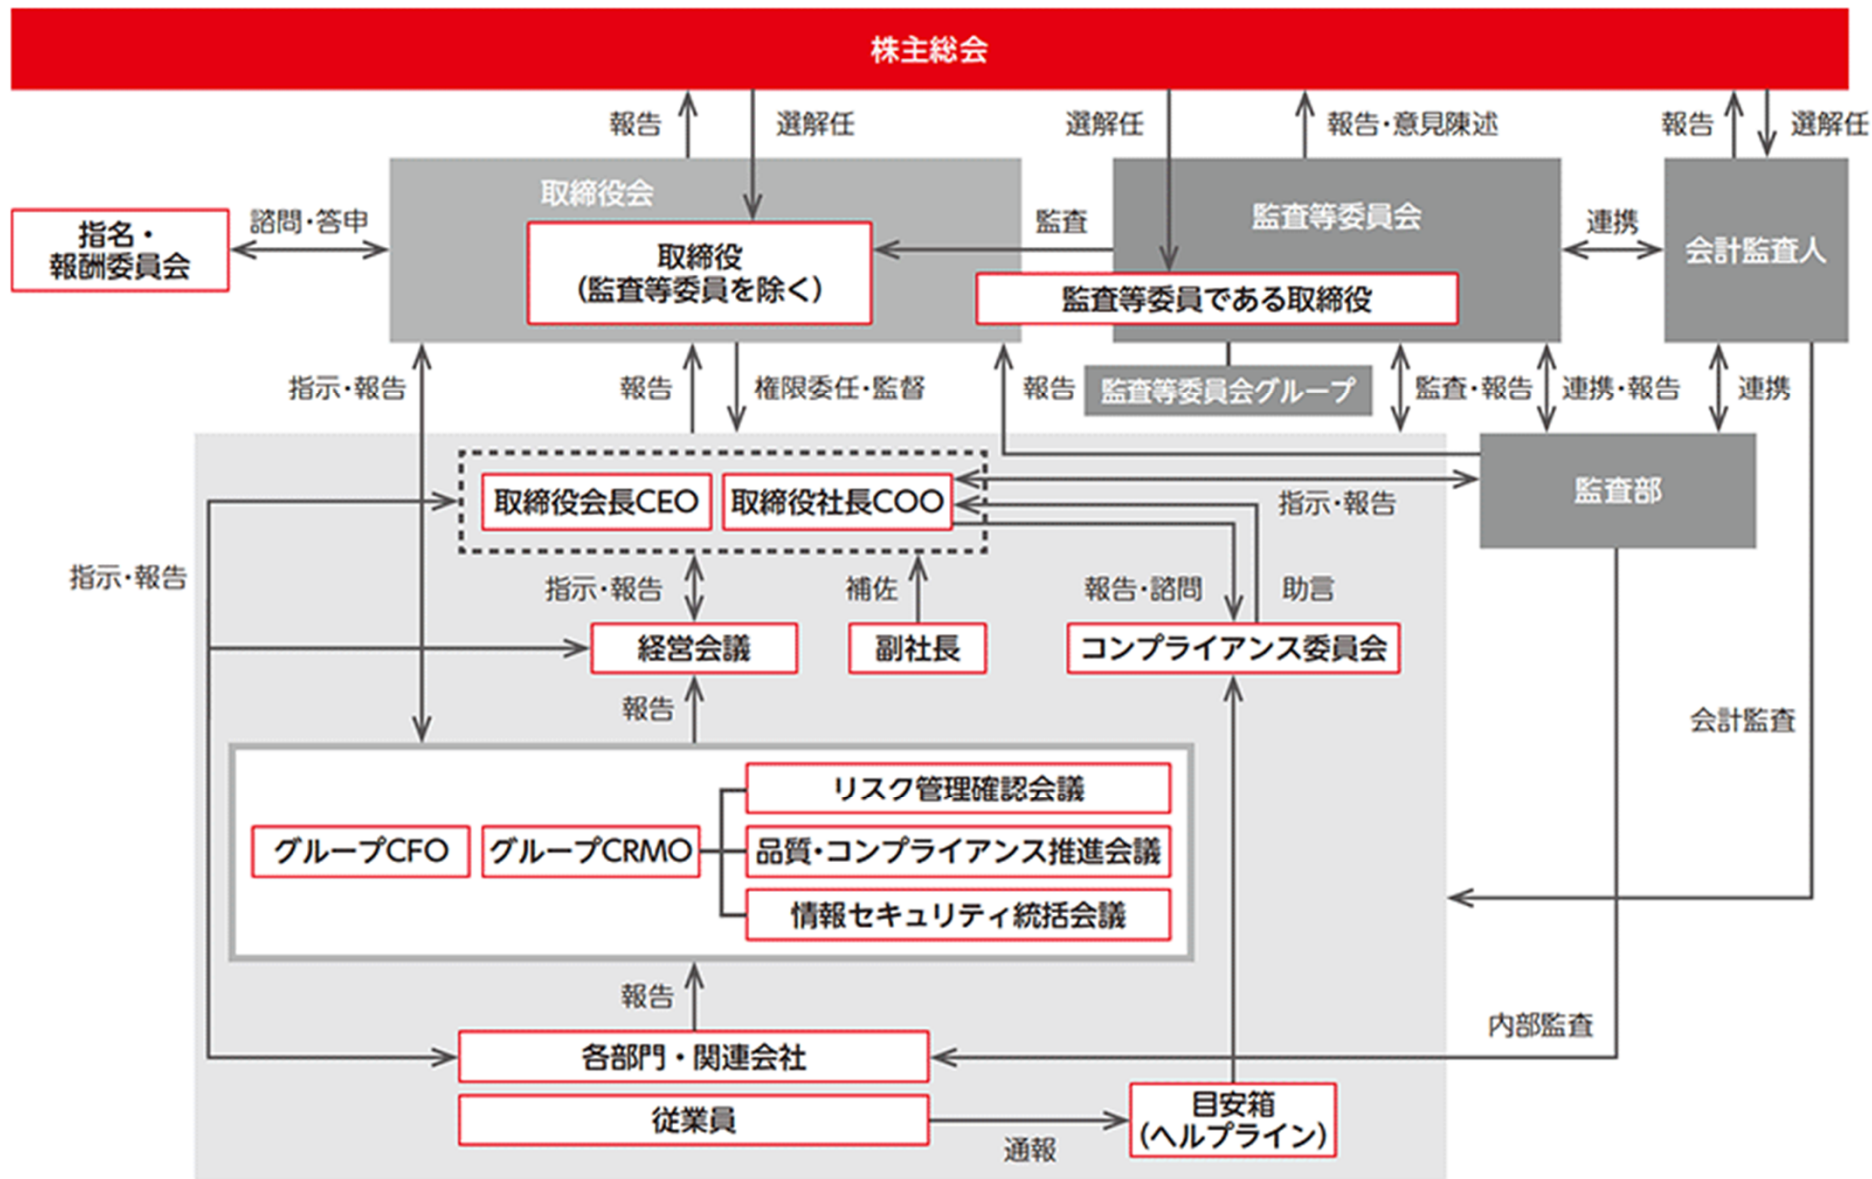 株主総会
報告
選解任
選解任
報告・意見陳述
報告
選解任
取締役会
監査等委員会
会計監査人
指名・
報酬委員会
諮問・答申
取締役
(監査等委員を除く)
監査
連携
監査等委員である取締役
指示・報告
報告
権限委任・監督
報告
監査等委員会グループ
監査・報告
連携・報告
連携
取締役会長CEO
取締役社長COO
指示・報告
監査部
指示・報告
指示・報告
補佐
報告・諮問
助言
経営会議
副社長
コンプライアンス委員会
報告
会計監査
リスク管理確認会議
グループCFO
グループCRMO
品質・コンプライアンス推進会議
情報セキュリティ統括会議
報告
内部監査
各部門・関連会社
従業員
通報
目安箱
(ヘルプライン)